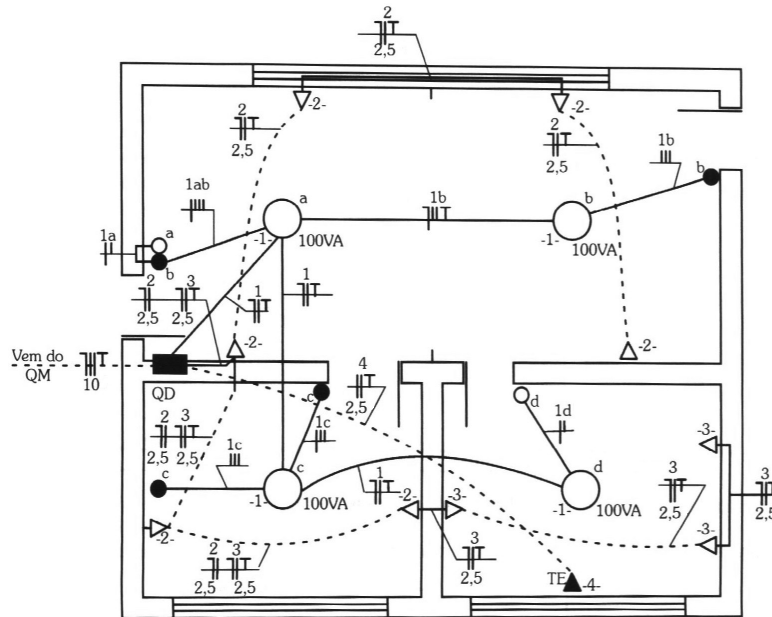 2
T
2,5
-2-
-2-
2
T
2,5
2
T
2,5
1b
b
1ab
a
1b
b
T
-1-
100VA
-1-
100VA
1a
a
b
2 3
T
2,5 2,5
1
T
1
T
-2-
-2-
Vem do
QM
T
10
QD
4
T
2,5
c
d
2 3
T
2,5 2,5
1c
1c
1d
-3-
c
c
d
-1-
100VA
1
T
-1-
100VA
3
T
2,5
3
T
2,5
-2-
-2-
-3-
-3-
2 3
T
2,5 2,5
3
T
2,5
TE
-4-